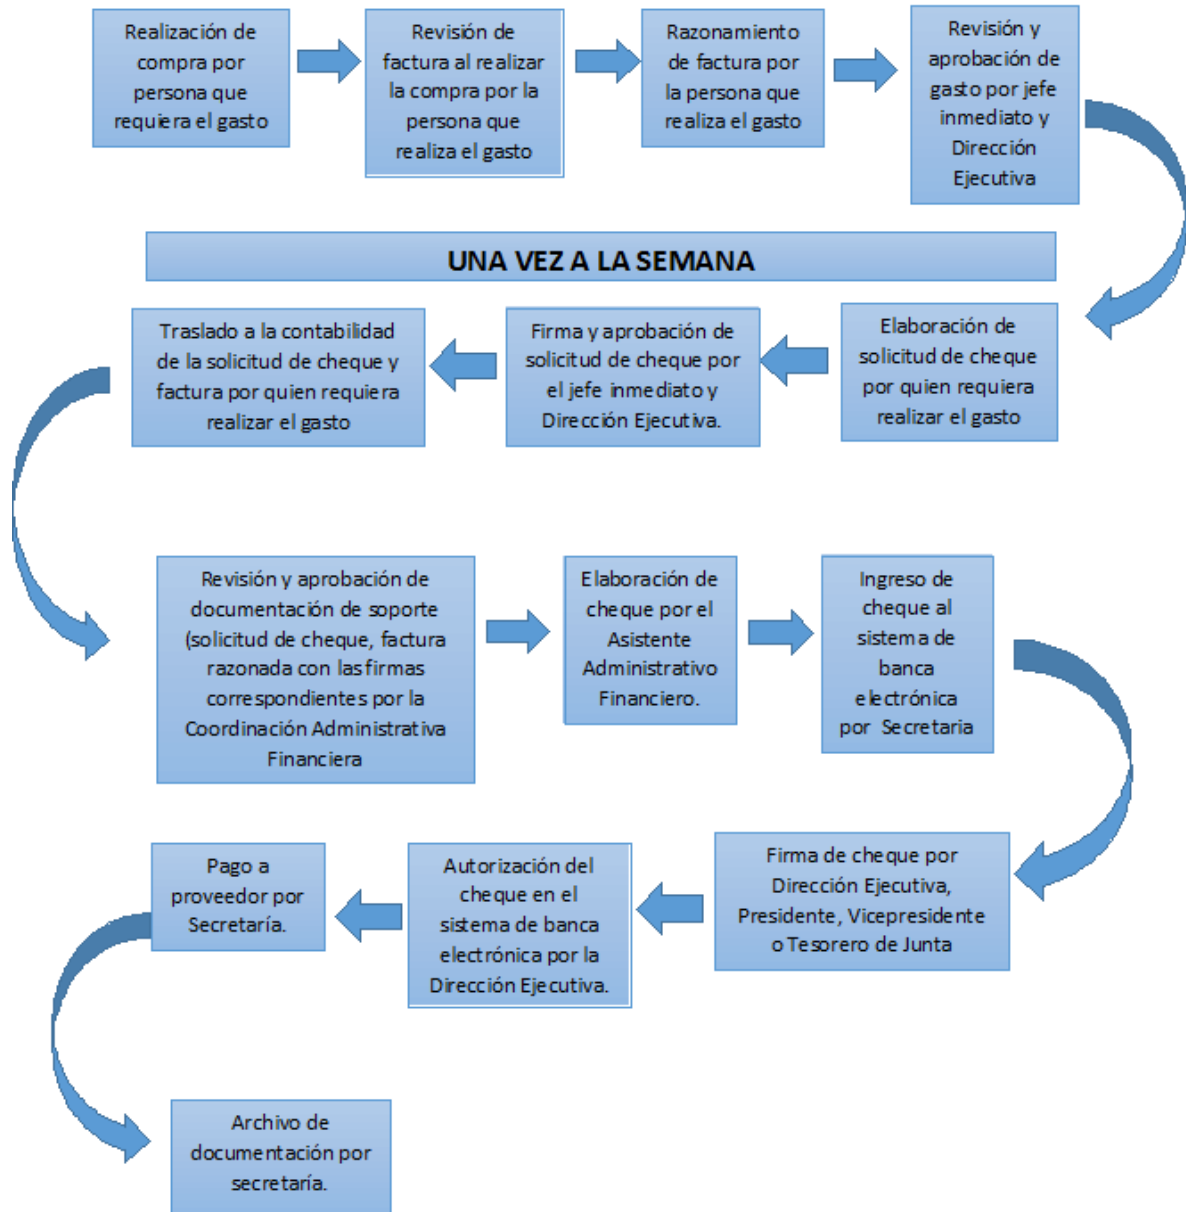 Realización de
compra por
persona que
requiera el gasto
Revisión de
factura al realizar
la compra por la
persona que
realiza el gasto
Razonamiento
de factura por
la persona que
realiza el gasto
Revisión y
aprobación de
gasto por jefe
inmediato y
Dirección
Ejecutiva
UNA VEZ A LA SEMANA
Elaboración de
solicitud de cheque
por quien requiera
realizar el gasto
Firma y aprobación de
solicitud de cheque por
el jefe inmediato y
Dirección Ejecutiva.
Traslado a la contabilidad
de la solicitud de cheque y
factura por quien requiera
realizar el gasto
Revisión y aprobación de
documentación de soporte
(solicitud de cheque, factura
razonada con las firmas
correspondientes por la
Coordinación Administrativa
Financiera
Elaboración de
cheque por el
Asistente
Administrativo
Financiero.
Ingreso de
cheque al
sistema de
banca
electrónica
por Secretaria
Firma de cheque por
Dirección Ejecutiva,
Presidente, Vicepresidente
o Tesorero de Junta
Autorización del
cheque en el
sistema de banca
electrónica por la
Dirección Ejecutiva.
Pago a
proveedor por
Secretaría.
Archivo de
documentación por
secretaría.